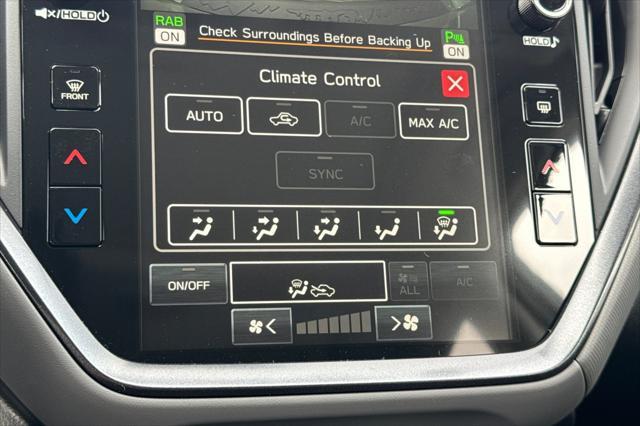 /HOLD
RAB
ON
Check Surroundings Before Backing Up
P
ON
HOLD
Climate Control
FRONT
AUTO
A/C
MAX A/C
SYNC
ON/OFF
ALL
A/C